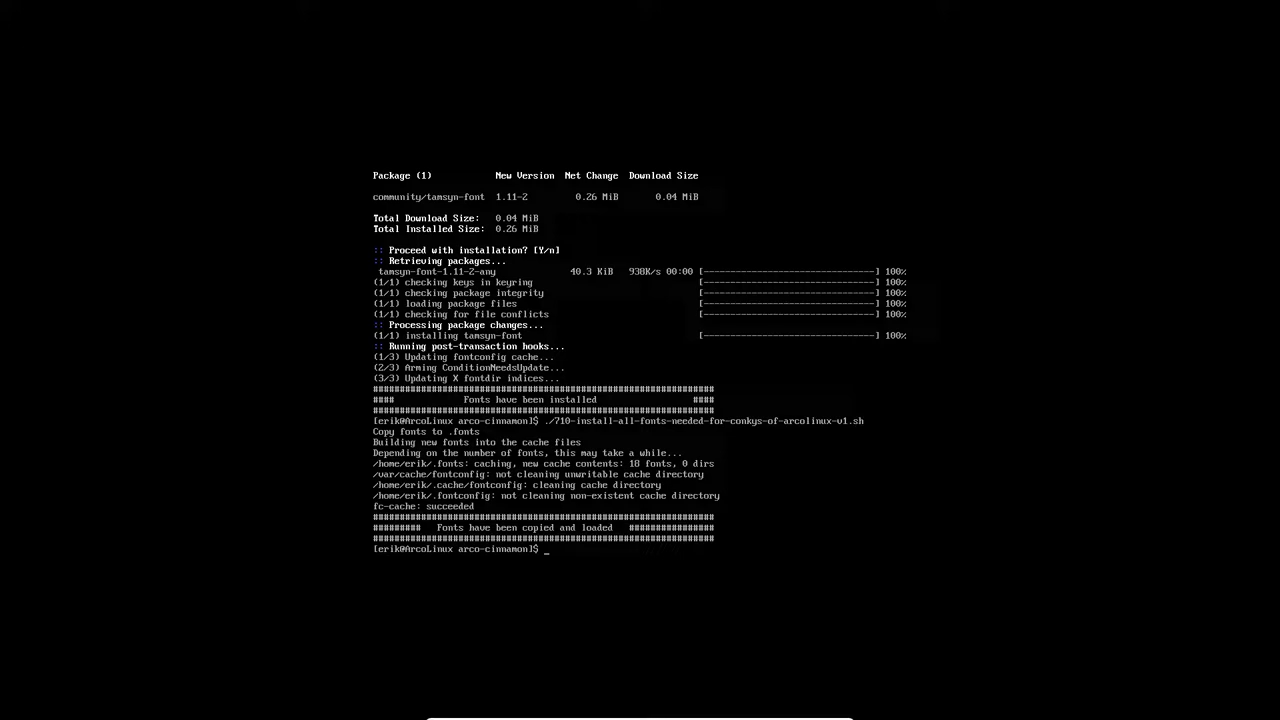 Package (1) New Version Net Change Download Size
community/tamsyn-font 1.11-2 0.26 MiB 0.04 MiB
Total Download Size: 0.04 MiB
Total Installed Size: 0.26 MiB
:: Proceed with installation? [Y/n]
:: Retrieving packages...
tamsyn-font-1.11-2-any 40.3 KiB 938K/s 00:00 [--------------------------------] 100%
(1/1) checking keys in keyring [--------------------------------] 100%
(1/1) checking package integrity [--------------------------------] 100%
(1/1) loading package files [--------------------------------] 100%
(1/1) checking for file conflicts [--------------------------------] 100%
:: Processing package changes...
(1/1) installing tamsyn-font [--------------------------------] 100%
:: Running post-transaction hooks...
(1/3) Updating fontconfig cache...
(2/3) Arming ConditionNeedsUpdate...
(3/3) Updating X fontdir indices...
################################################################
#### Fonts have been installed ####
################################################################
[erik@ArcoLinux arco-cinnamon]$ ./710-install-all-fonts-needed-for-conkys-of-arcolinux-v1.sh
Copy fonts to .fonts
Building new fonts into the cache files
Depending on the number of fonts, this may take a while...
/home/erik/.fonts: caching, new cache contents: 18 fonts, 0 dirs
/var/cache/fontconfig: not cleaning unwritable cache directory
/home/erik/.cache/fontconfig: cleaning cache directory
/home/erik/.fontconfig: not cleaning non-existent cache directory
fc-cache: succeeded
################################################################
######### Fonts have been copied and loaded ################
################################################################
[erik@ArcoLinux arco-cinnamon]$ _